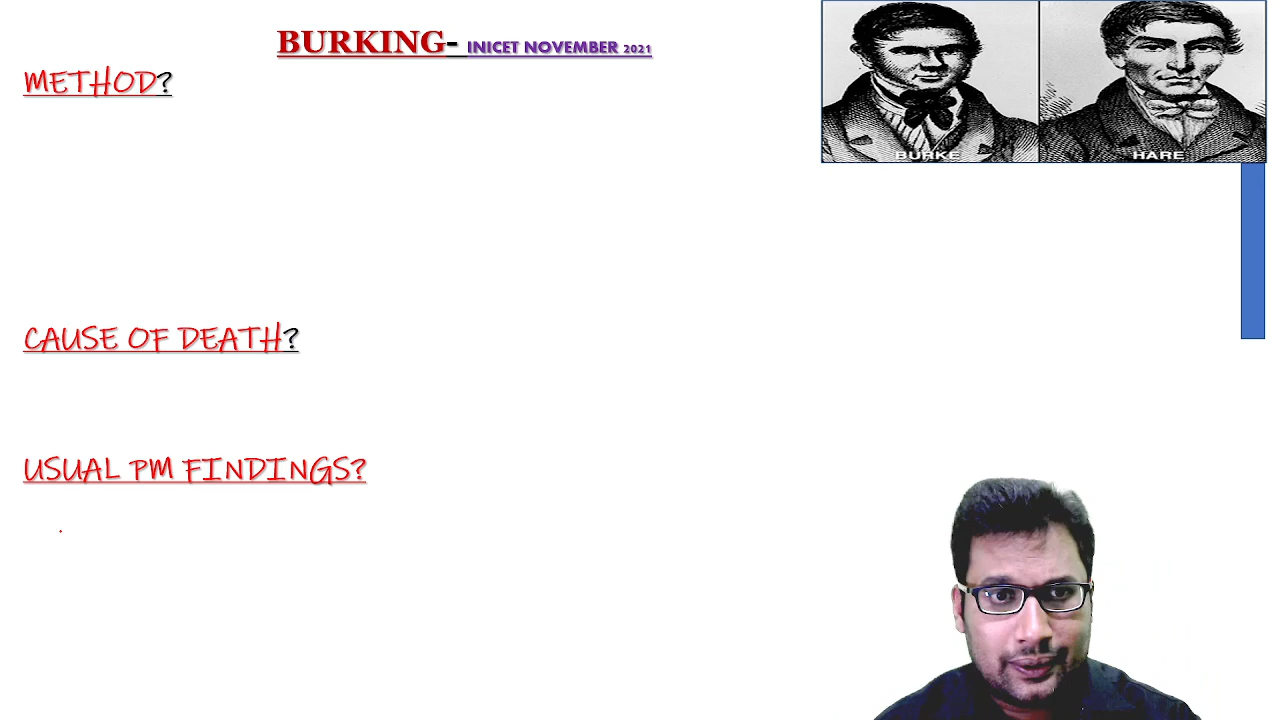 BURKING- INICET NOVEMBER 2021
METHOD?
BURKE HARE
CAUSE OF DEATH?
USUAL PM FINDINGS?